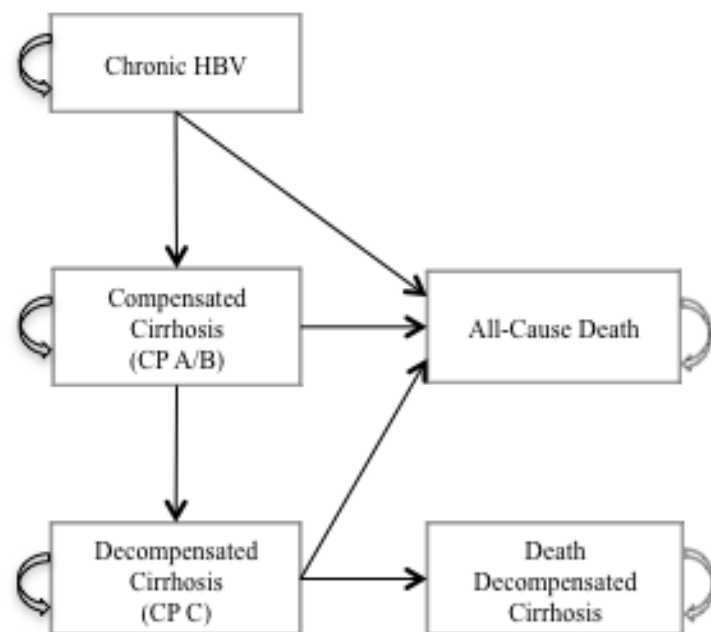 Chronic HBV
Compensated
Cirrhosis
(CP A/B)
All-Cause Death
Decompensated
Cirrhosis
(CP C)
Death
Decompensated
Cirrhosis